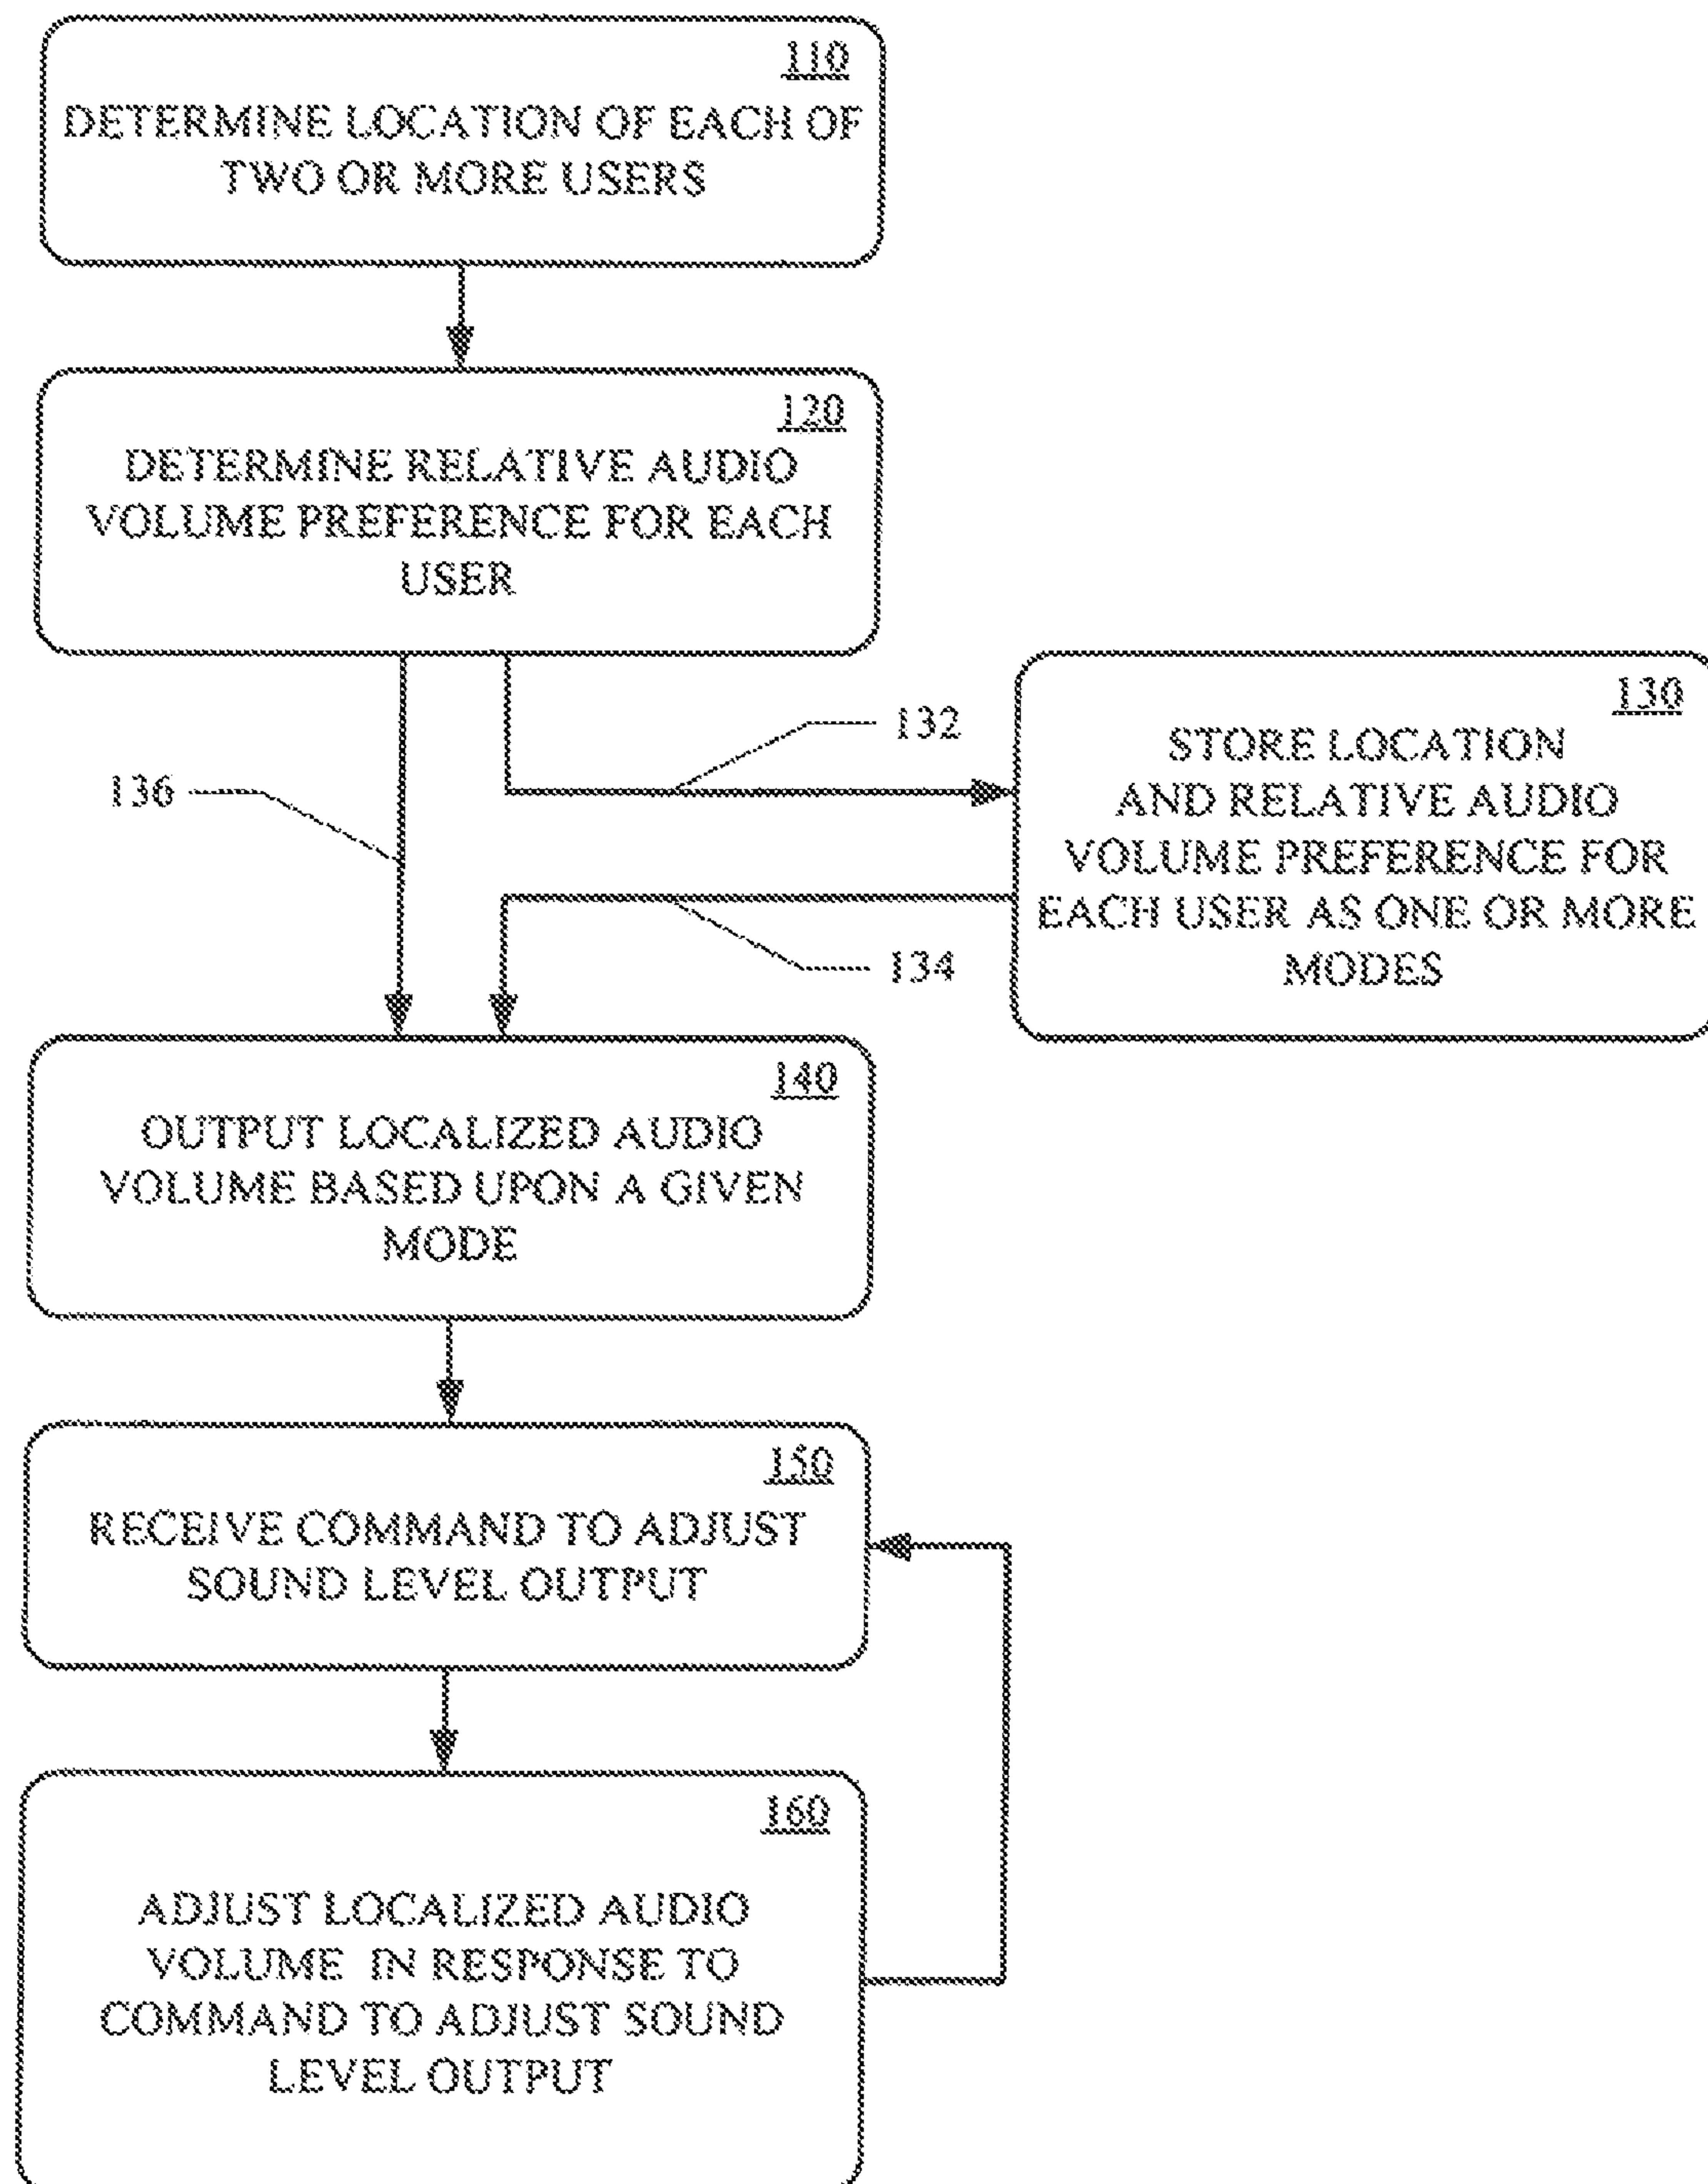 110
DETERMINE LOCATION OF EACH OF
TWO OR MORE USERS
120
DETERMINE RELATIVE AUDIO
VOLUME PREFERENCE FOR EACH
USER
132
136
134
130
STORE LOCATION
AND RELATIVE AUDIO
VOLUME PREFERENCE FOR
EACH USER AS ONE OR MORE
MODES
140
OUTPUT LOCALIZED AUDIO
VOLUME BASED UPON A GIVEN
MODE
150
RECEIVE COMMAND TO ADJUST
SOUND LEVEL OUTPUT
160
ADJUST LOCALIZED AUDIO
VOLUME IN RESPONSE TO
COMMAND TO ADJUST SOUND
LEVEL OUTPUT